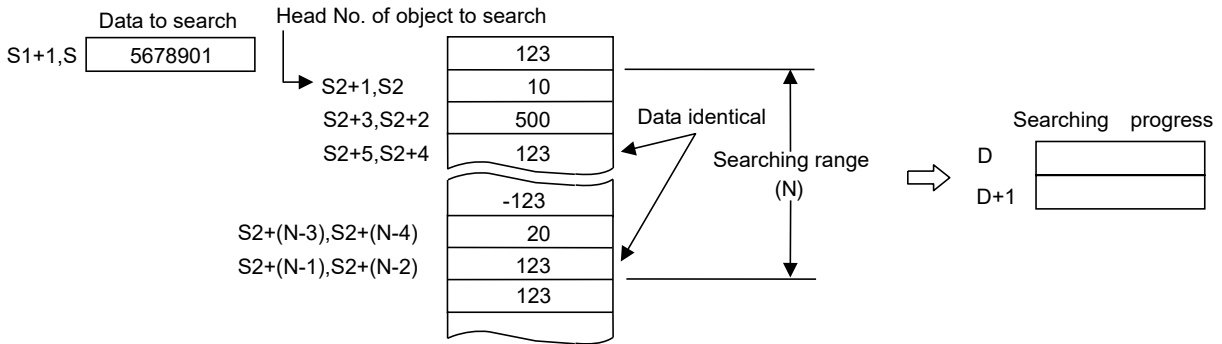 Data to search
Head No. of object to search
S1+1,S
5678901
123
S2+1,S2
10
S2+3,S2+2
500
S2+5,S2+4
123
Data identical
Searching range
(N)
Searching progress
D
D+1
-123
S2+(N-3),S2+(N-4)
20
S2+(N-1),S2+(N-2)
123
123